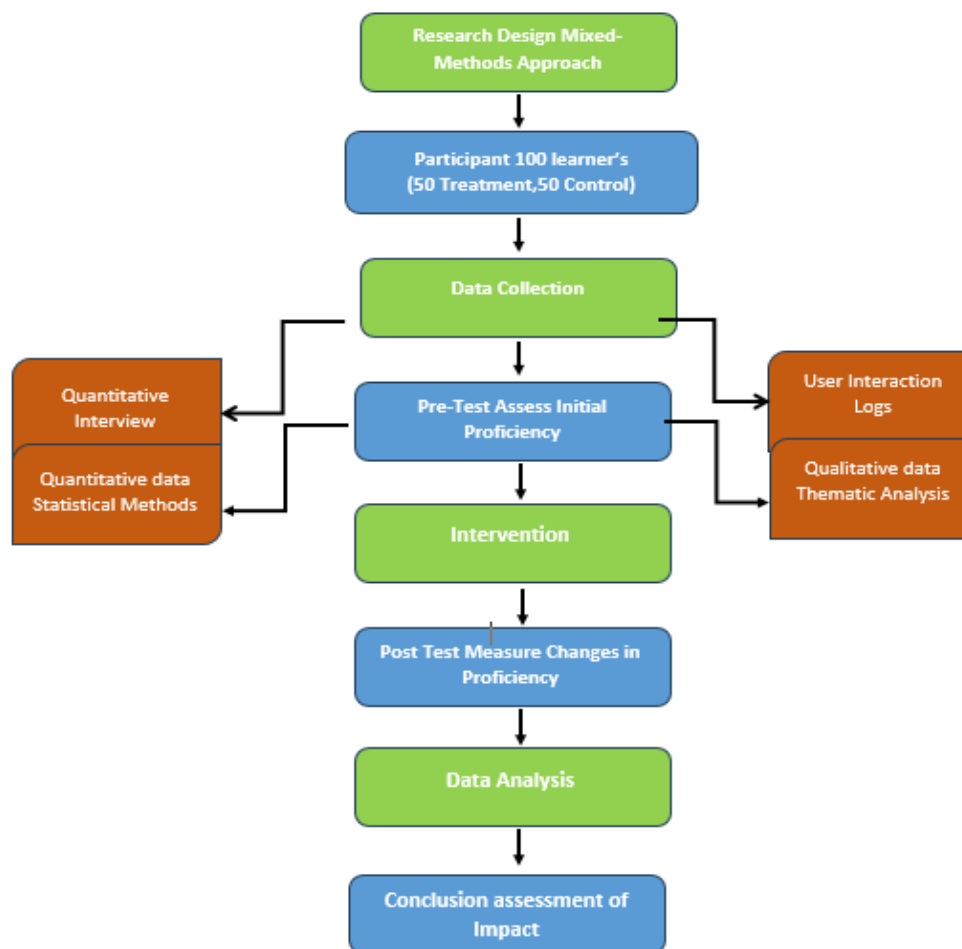 Research Design Mixed-
Methods Approach
Participant 100 learner's
(50 Treatment,50 Control)
Data Collection
Quantitative
Interview
User Interaction
Logs
Pre-Test Assess Initial
Proficiency
Quantitative data
Statistical Methods
Qualitative data
Thematic Analysis
Intervention
Post Test Measure Changes in
Proficiency
Data Analysis
Conclusion assessment of
Impact